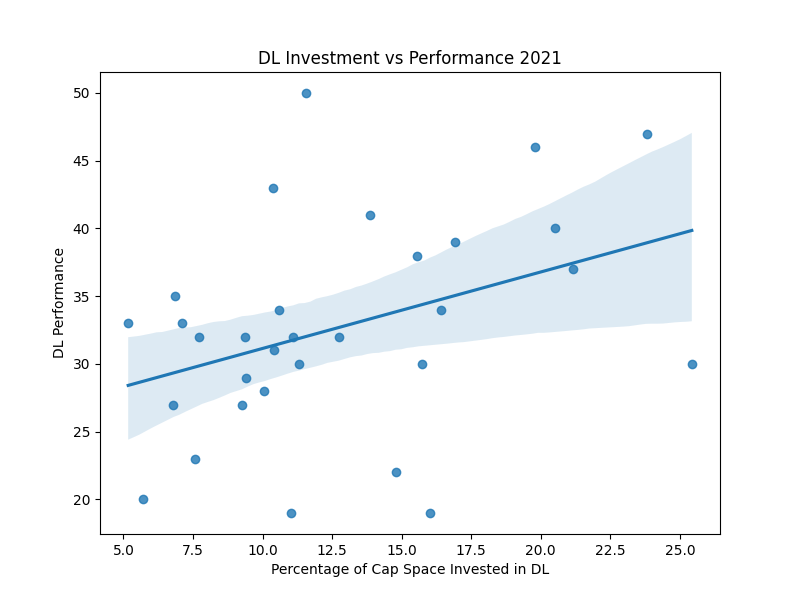 DL Investment vs Performance 2021
50
45
40
35
30
25
20
DL Performance
5.0 7.5 10.0 12.5 15.0 17.5 20.0 22.5 25.0
Percentage of Cap Space Invested in DL